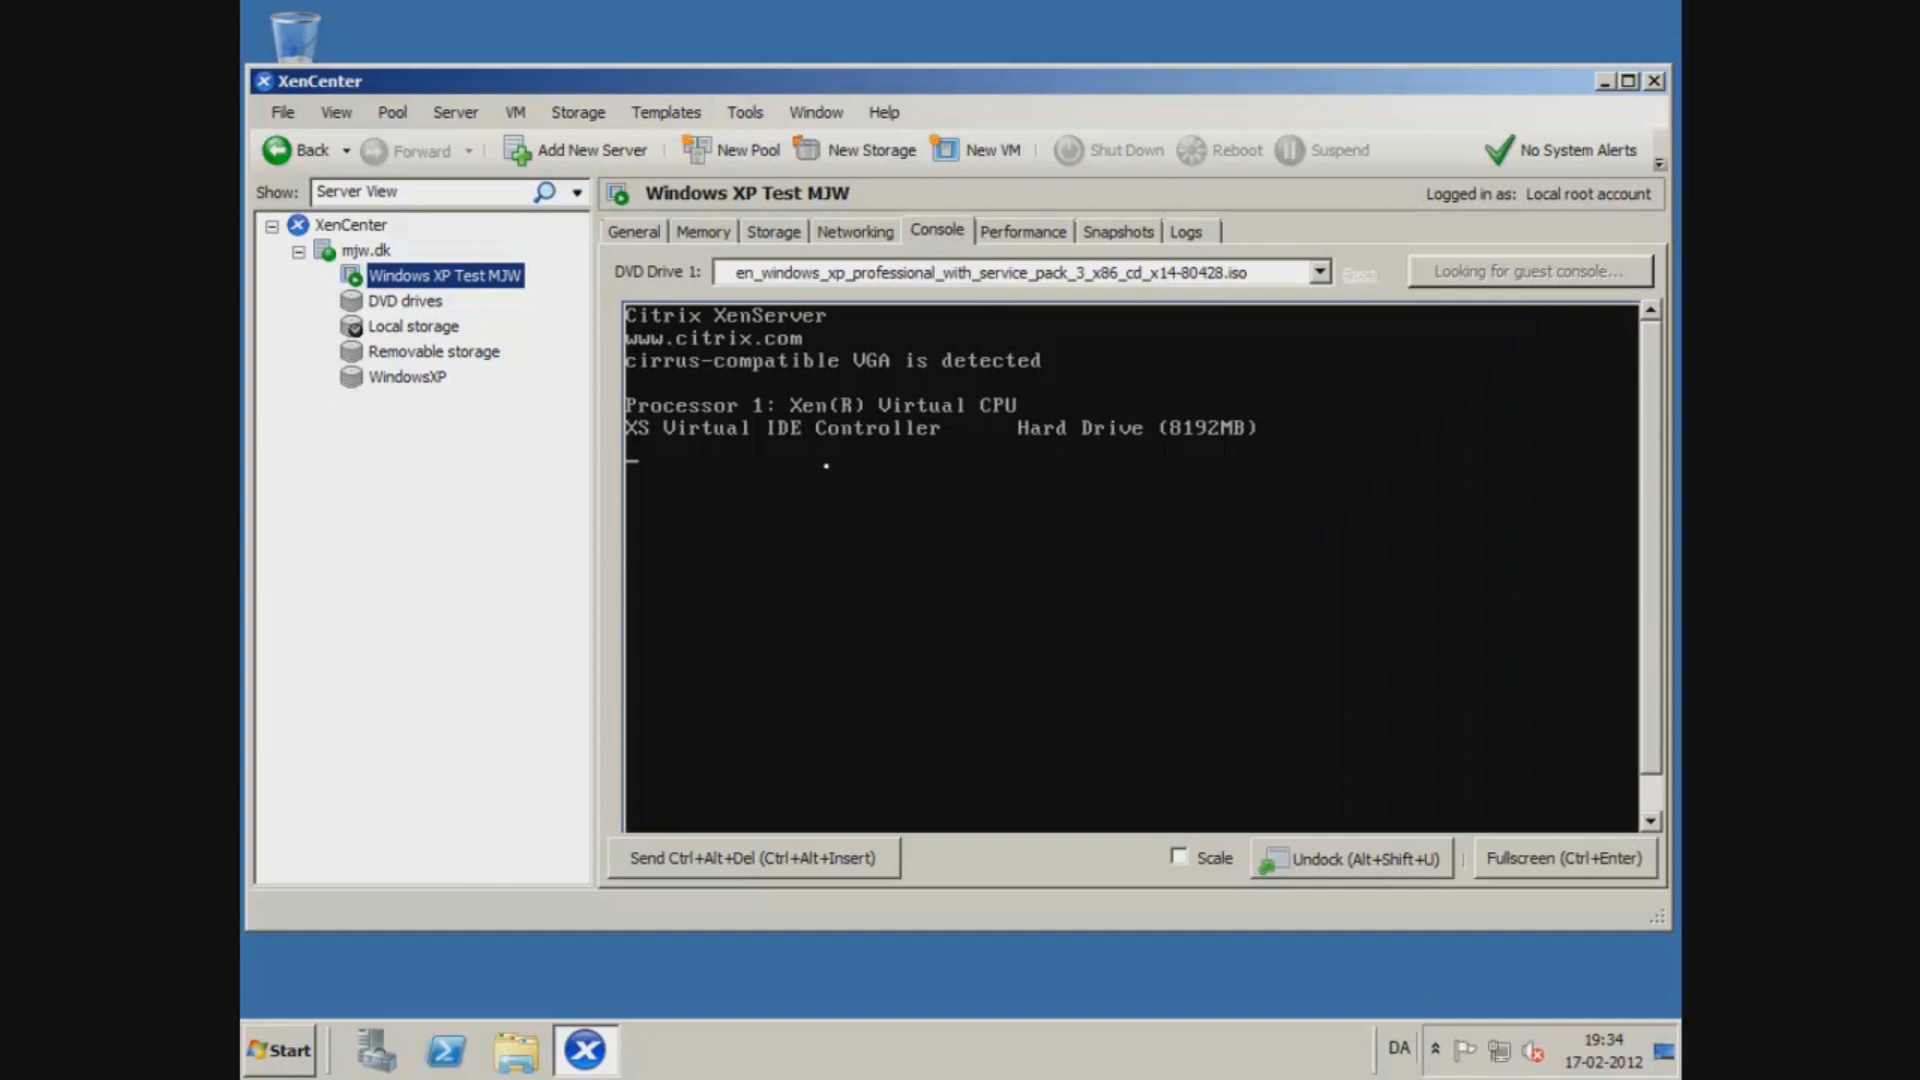 XenCenter
File View Pool Server VM Storage Templates Tools Window Help
Back Forward Add New Server New Pool New Storage New VM Shut Down Reboot Suspend No System Alerts
Show: Server View
Windows XP Test MJW
Logged in as: Local root account
XenCenter
mjw.dk
Windows XP Test MJW
DVD drives
Local storage
Removable storage
WindowsXP
General Memory Storage Networking Console Performance Snapshots Logs
DVD Drive 1: en_windows_xp_professional_with_service_pack_3_x86_cd_x14-80428.iso Eject Looking for guest console...
Citrix XenServer
www.citrix.com
cirrus-compatible VGA is detected
Processor 1: Xen(R) Virtual CPU
XS Virtual IDE Controller Hard Drive (8192MB)
Send Ctrl+Alt+Del (Ctrl+Alt+Insert) Scale Undock (Alt+Shift+U) Fullscreen (Ctrl+Enter)
Start
DA
19:34
17-02-2012